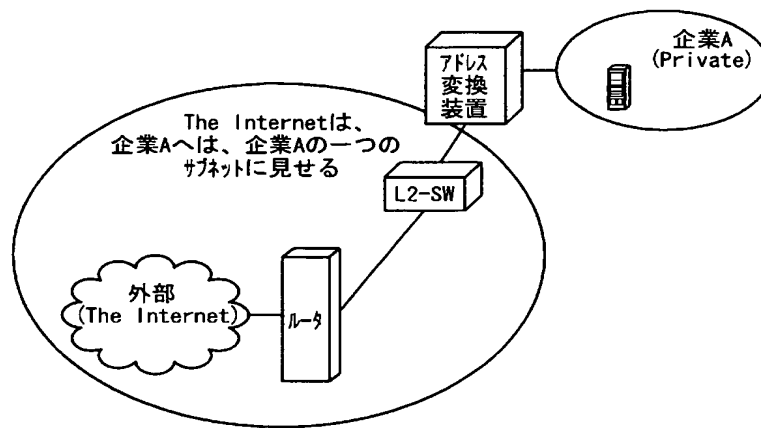 アドレス
変換
装置
企業A
(Private)
The Internetは、
企業Aへは、企業Aの一つの
ｻﾌﾞﾈｯﾄに見せる
L2-SW
外部
(The Internet)
ﾙｰﾀ